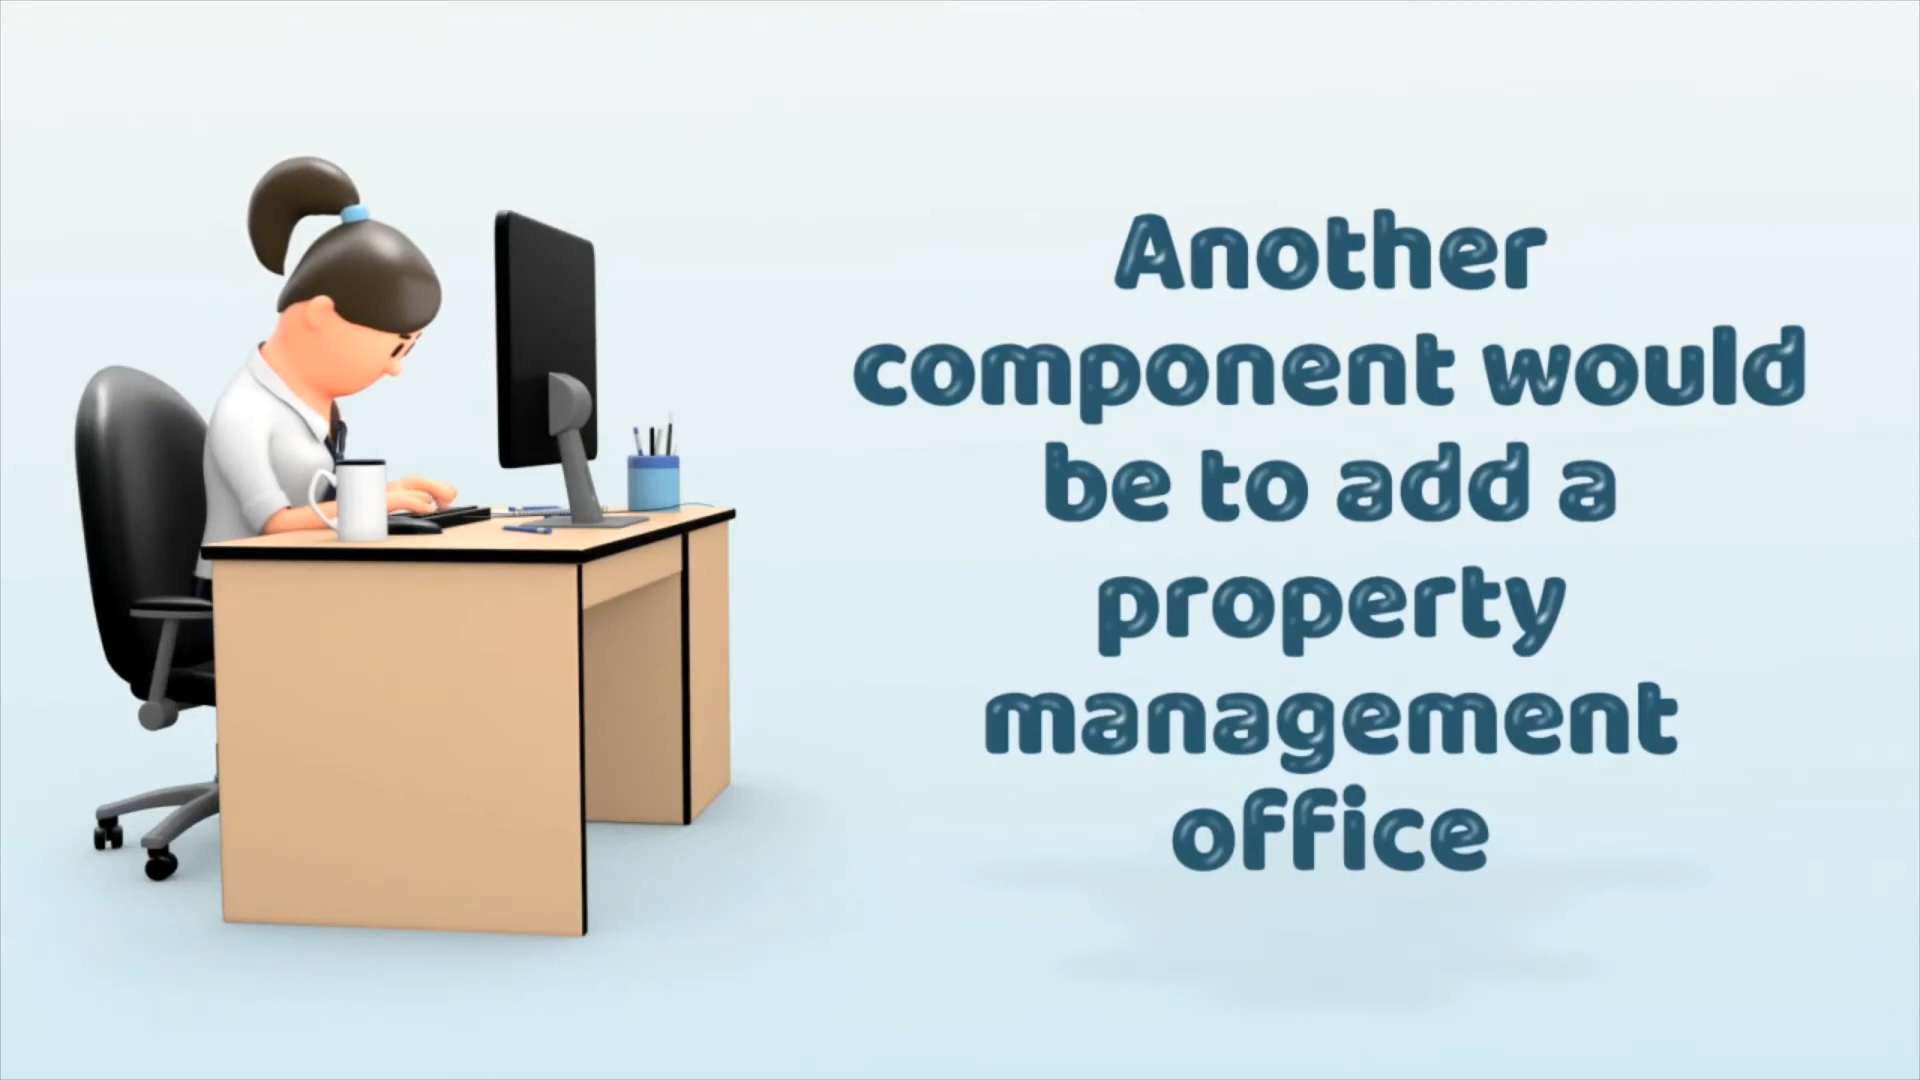 Another
component would
be to add a
property
management
office